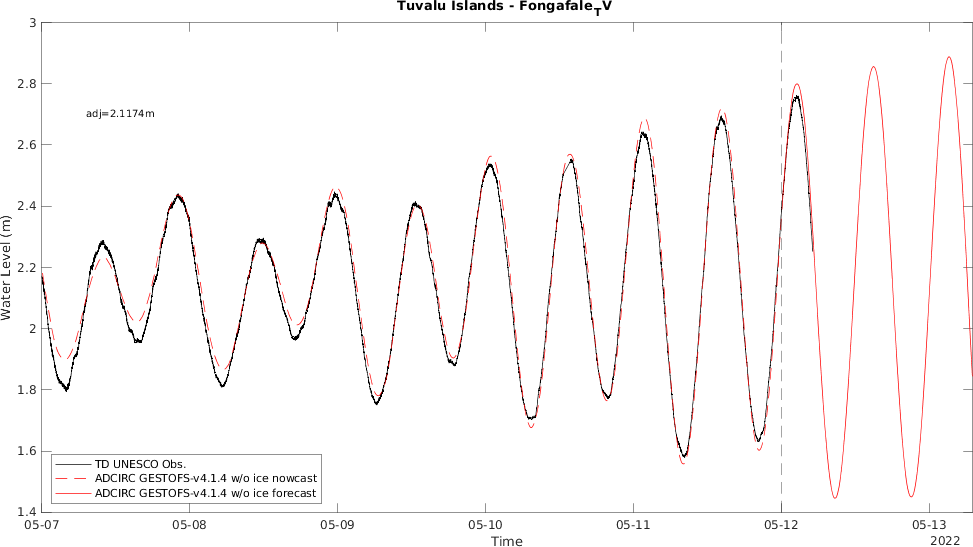 Tuvalu Islands - Fongafale_TV
3
2.8
2.6
2.4
2.2
2
1.8
1.6
1.4
Water Level (m)
adj=2.1174m
TD UNESCO Obs.
ADCIRC GESTOFS-v4.1.4 w/o ice nowcast
ADCIRC GESTOFS-v4.1.4 w/o ice forecast
05-07 05-08 05-09 05-10 05-11 05-12 05-13
Time
2022